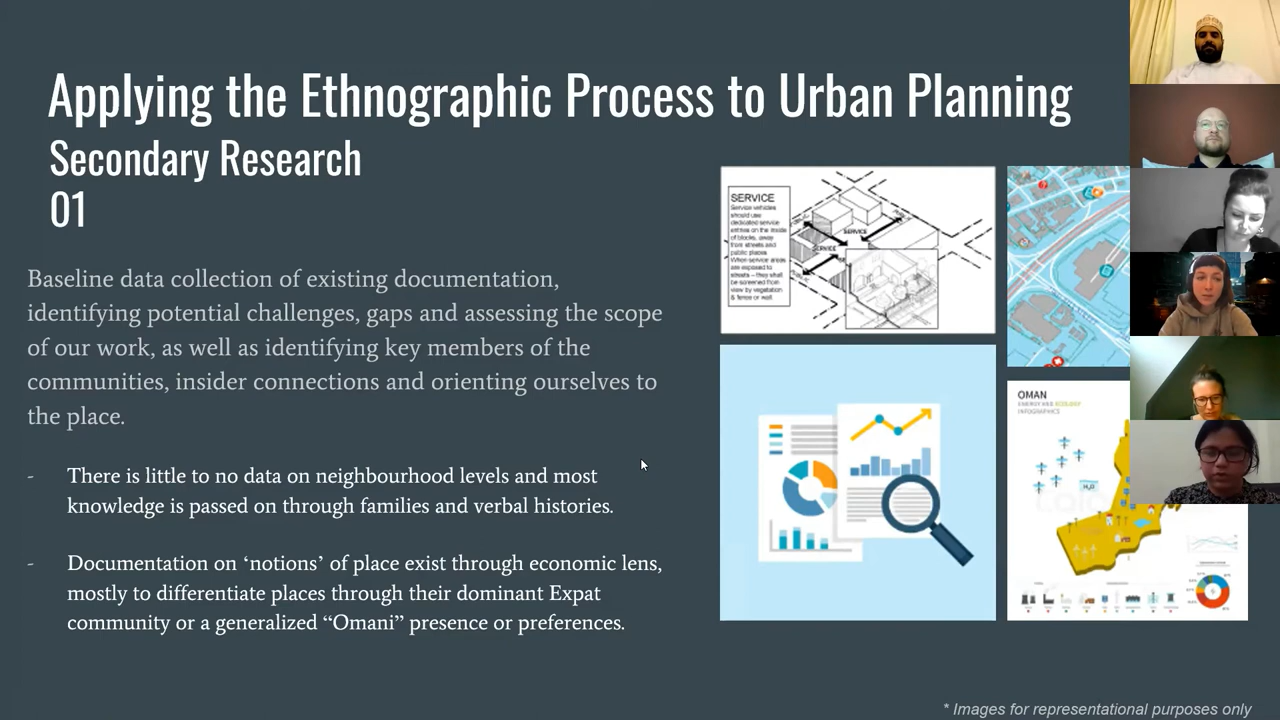 Applying the Ethnographic Process to Urban Planning
Secondary Research
01
Baseline data collection of existing documentation,
identifying potential challenges, gaps and assessing the scope
of our work, as well as identifying key members of the
communities, insider connections and orienting ourselves to
the place.
- There is little to no data on neighbourhood levels and most
knowledge is passed on through families and verbal histories.
- Documentation on ‘notions’ of place exist through economic lens,
mostly to differentiate places through their dominant Expat
community or a generalized “Omani” presence or preferences.
SERVICE
Service vehicles
should use
dedicated service
entries on the inside
of blocks, away
from streets and
public places
When service areas
are exposed to
streets – they shall
be screened from
view by vegetation
& fense or wall
SERVICE
SERVICE
PUBLIC
OMAN
ENERGY AND ECOLOGY
INFOGRAPHICS
H2O
* Images for representational purposes only